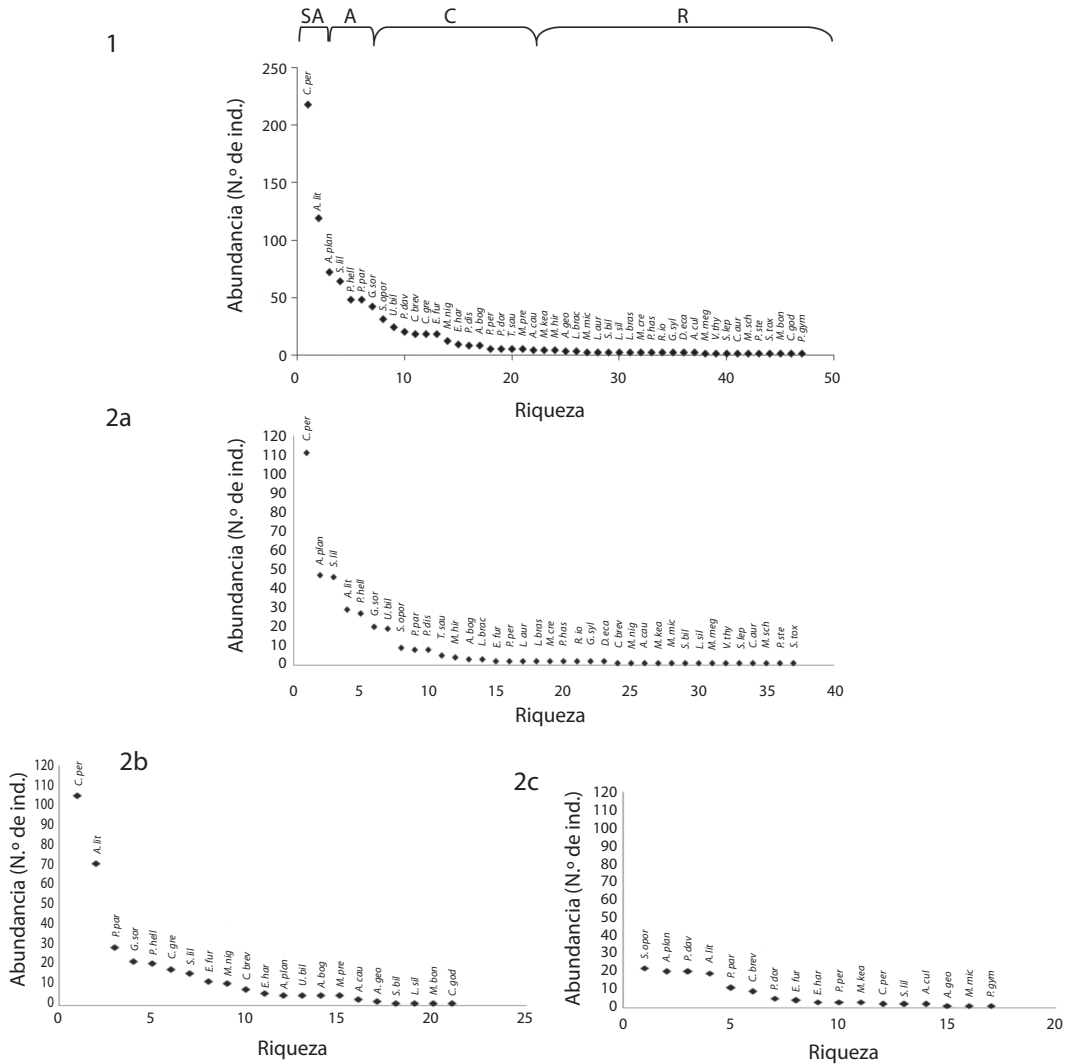 SA A C R
1
250
200
150
100
50
0
Abundancia (N.º de ind.)
C. per
A. lit
A. plan
S. lil
P. hell
P. par
G. sor
S. opor
U. bil
P. dav
C. brev
C. gre
E. fur
M. nig
E. har
P. dis
A. bog
P. per
P. dor
T. sau
M. pre
A. cau
M. kea
M. hir
A. geo
L. brac
M. mic
L. aur
S. bil
L. sil
L. bras
M. cre
P. has
R. io
G. syl
D. eca
A. cul
M. meg
V. thy
S. lep
C. aur
M. sch
P. ste
S. tox
M. bon
C. god
P. gym
0 10 20 30 40 50
Riqueza
2a
120
110
100
90
80
70
60
50
40
30
20
10
0
Abundancia (N.º de ind.)
C. per
A. plan
S. lil
A. lit
P. hell
G. sor
U. bil
S. opor
P. par
P. dis
T. sau
M. hir
A. bog
L. brac
E. fur
P. per
L. aur
L. bras
M. cre
P. has
R. io
G. syl
D. eca
C. brev
M. nig
A. cau
M. kea
M. mic
S. bil
L. sil
M. meg
V. thy
S. lep
C. aur
M. sch
P. ste
S. tox
0 5 10 15 20 25 30 35 40
Riqueza
2b
120
110
100
90
80
70
60
50
40
30
20
10
0
Abundancia (N.º de ind.)
C. per
A. lit
P. par
G. sor
P. hell
C. gre
S. lil
E. fur
M. nig
C. brev
E. har
A. plan
U. bil
A. bog
M. pre
A. cau
A. geo
S. bil
L. sil
M. bon
C. god
0 5 10 15 20 25
Riqueza
2c
120
110
100
90
80
70
60
50
40
30
20
10
0
Abundancia (N.º de ind.)
S. opor
A. plan
P. dav
A. lit
P. par
C. brev
P. dor
E. fur
E. har
P. per
M. kea
C. per
S. lil
A. cul
A. geo
M. mic
P. gym
0 5 10 15 20
Riqueza